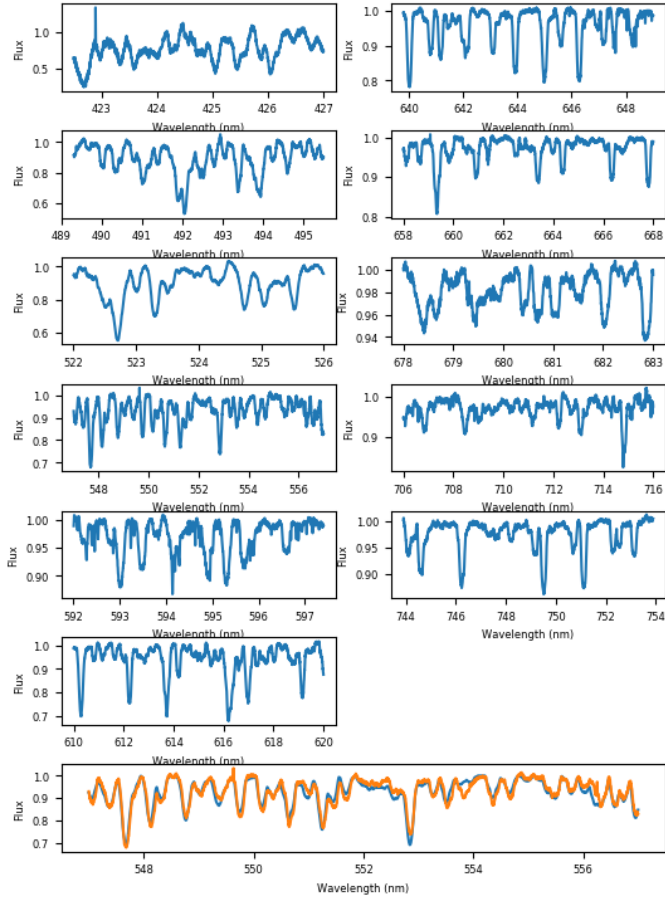 1.0
0.5
Flux
423 424 425 426 427
Wavelength (nm)
1.0
0.9
0.8
Flux
640 642 644 646 648
Wavelength (nm)
1.0
0.8
0.6
Flux
489 490 491 492 493 494 495
Wavelength (nm)
1.0
0.9
0.8
Flux
658 660 662 664 666 668
Wavelength (nm)
1.0
0.8
0.6
Flux
522 523 524 525 526
Wavelength (nm)
1.00
0.98
0.96
0.94
Flux
678 679 680 681 682 683
Wavelength (nm)
1.0
0.9
0.8
0.7
Flux
548 550 552 554 556
Wavelength (nm)
1.0
0.9
Flux
706 708 710 712 714 716
Wavelength (nm)
1.00
0.95
0.90
Flux
592 593 594 595 596 597
Wavelength (nm)
1.00
0.95
0.90
Flux
744 746 748 750 752 754
Wavelength (nm)
1.0
0.9
0.8
0.7
Flux
610 612 614 616 618 620
Wavelength (nm)
1.0
0.9
0.8
0.7
Flux
548 550 552 554 556
Wavelength (nm)